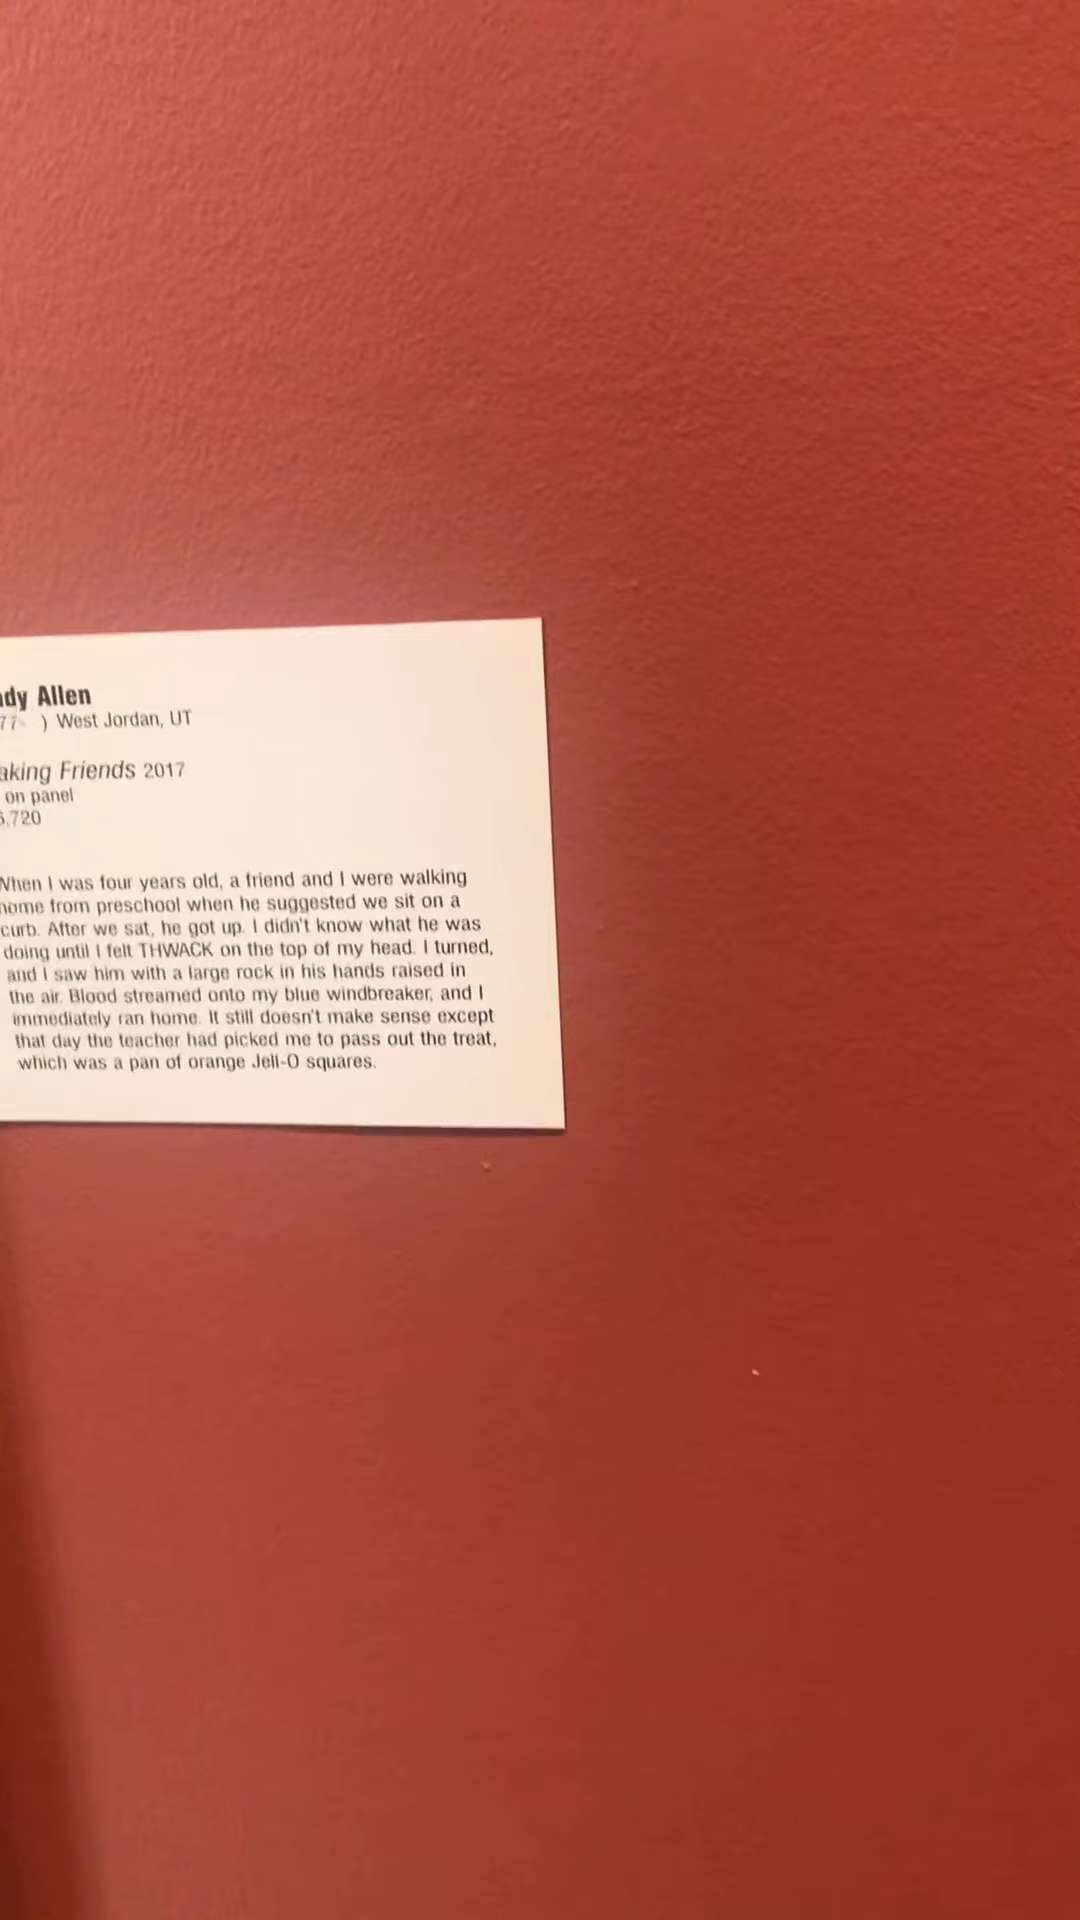 dy Allen
77- ) West Jordan, UT
aking Friends 2017
on panel
6,720
When I was four years old, a friend and I were walking
home from preschool when he suggested we sit on a
curb. After we sat, he got up. I didn't know what he was
doing until I felt THWACK on the top of my head. I turned,
and I saw him with a large rock in his hands raised in
the air. Blood streamed onto my blue windbreaker, and I
immediately ran home. It still doesn't make sense except
that day the teacher had picked me to pass out the treat,
which was a pan of orange Jell-O squares.